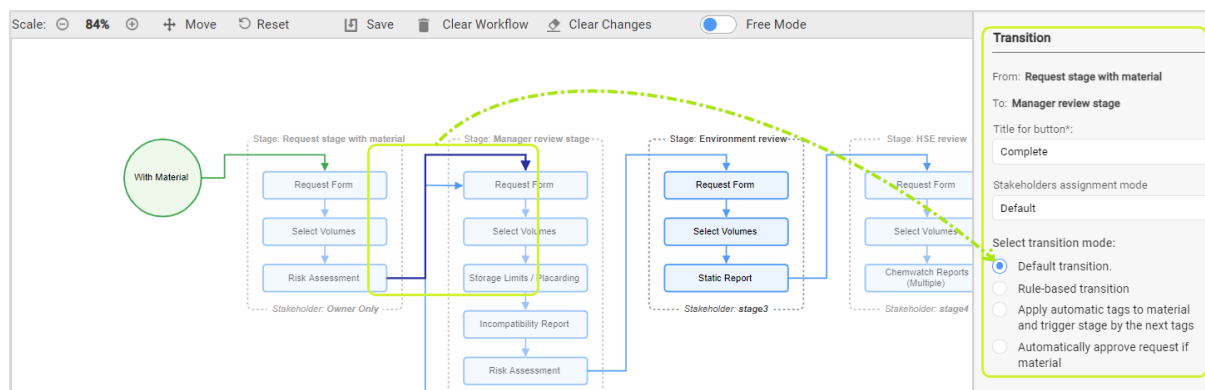 Scale: 84% Move Reset Save Clear Workflow Clear Changes Free Mode
With Material
Stage: Request stage with material
Request Form
Select Volumes
Risk Assessment
Stakeholder: Owner Only
Stage: Manager review stage
Request Form
Select Volumes
Storage Limits / Placarding
Incompatibility Report
Risk Assessment
Stage: Environment review
Request Form
Select Volumes
Static Report
Stakeholder: stage3
Stage: HSE review
Request Form
Select Volumes
Chemwatch Reports
(Multiple)
Stakeholder: stage4
Transition
From: Request stage with material
To: Manager review stage
Title for button*:
Complete
Stakeholders assignment mode
Default
Select transition mode:
Default transition.
Rule-based transition
Apply automatic tags to material
and trigger stage by the next tags
Automatically approve request if
material